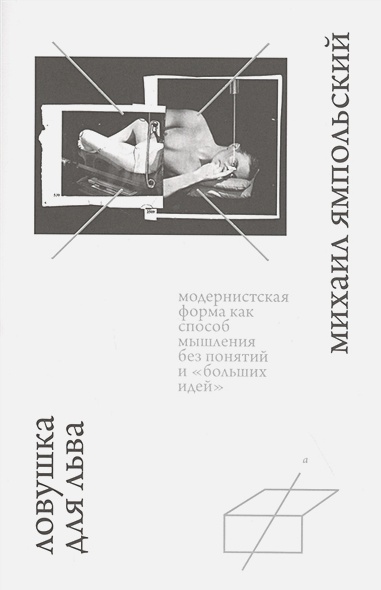 михаил ямпольский
модернистская
форма как
способ
мышления
без понятий
и «больших
идей»
ловушка
для льва
a